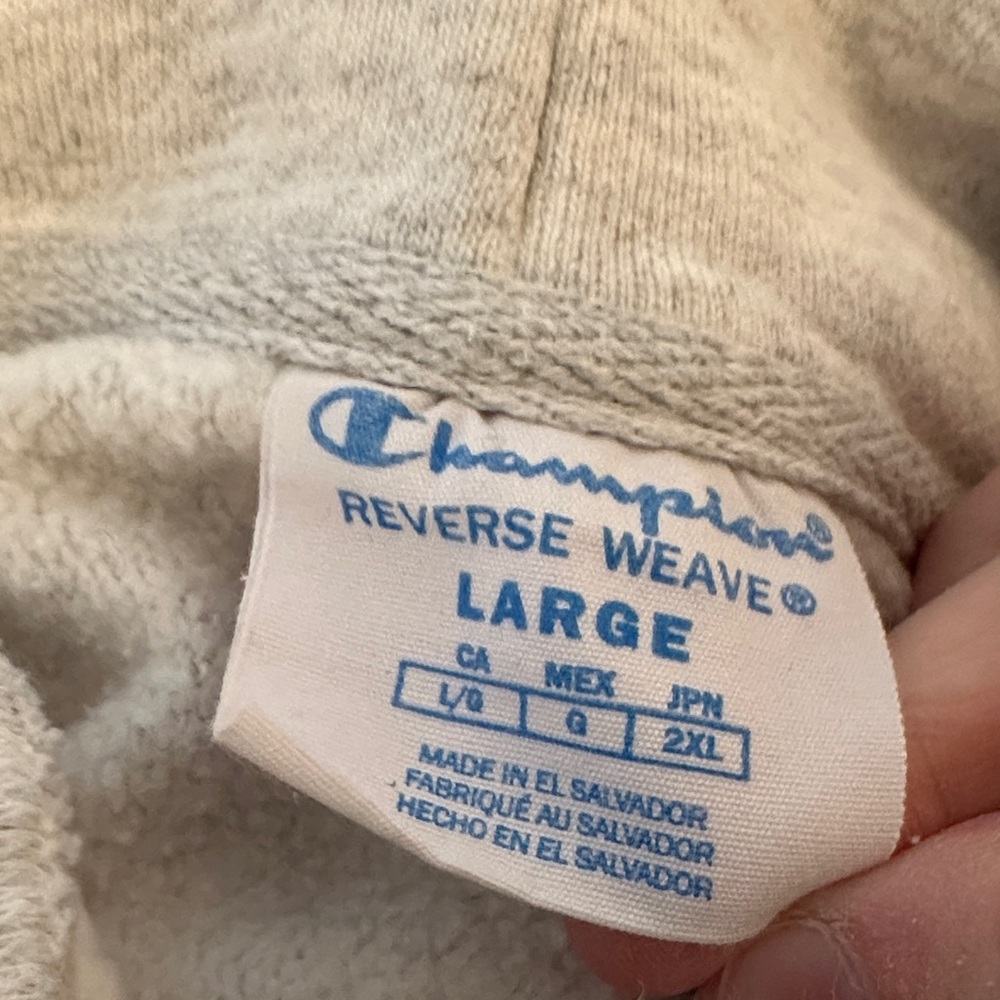 Champion®
REVERSE WEAVE®
LARGE
CA MEX JPN
L/G G 2XL
MADE IN EL SALVADOR
FABRIQUÉ AU SALVADOR
HECHO EN EL SALVADOR